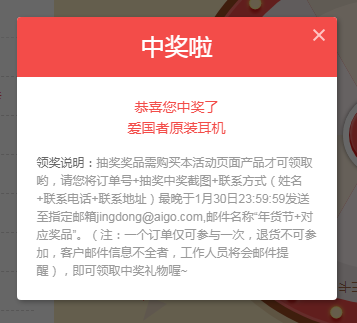 中奖啦
恭喜您中奖了
爱国者原装耳机
领奖说明：抽奖奖品需购买本活动页面产品才可领取
哟，请您将订单号+抽奖中奖截图+联系方式（姓名
+联系电话+联系地址）最晚于1月30日23:59:59发送
至指定邮箱jingdong@aigo.com,邮件名称“年货节+对
应奖品”。（注：一个订单仅可参与一次，退货不可参
加，客户邮件信息不全者，工作人员将会邮件提
醒），即可领取中奖礼物喔~